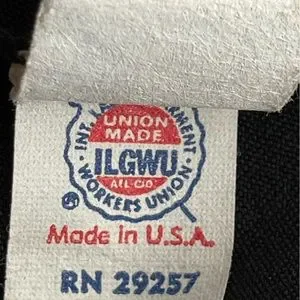 UNION
MADE
ILGWU
AFL-CIO
WORKERS UNION
®
Made in U.S.A.
RN 29257